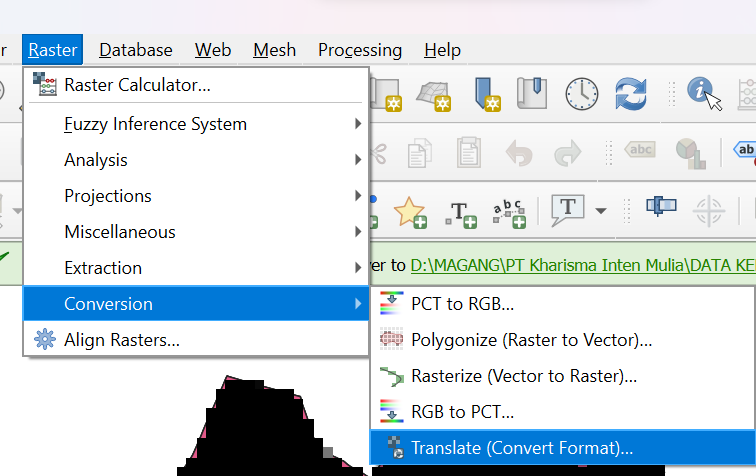 r Raster Database Web Mesh Processing Help
Raster Calculator...
Fuzzy Inference System
Analysis
abc
ab
Projections
T
abc
T
Miscellaneous
Extraction
er to D:\MAGANG\PT Kharisma Inten Mulia\DATA KE
Conversion
PCT to RGB...
Align Rasters...
Polygonize (Raster to Vector)...
Rasterize (Vector to Raster)...
RGB to PCT...
Translate (Convert Format)...